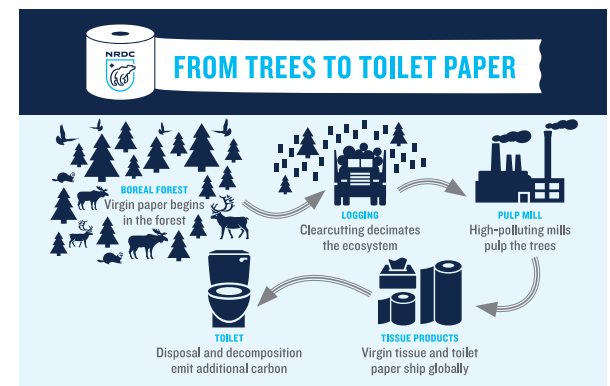 NRDC
FROM TREES TO TOILET PAPER
BOREAL FOREST
Virgin paper begins
in the forest
LOGGING
Clearcutting decimates
the ecosystem
PULP MILL
High-polluting mills
pulp the trees
TISSUE PRODUCTS
Virgin tissue and toilet
paper ship globally
TOILET
Disposal and decomposition
emit additional carbon